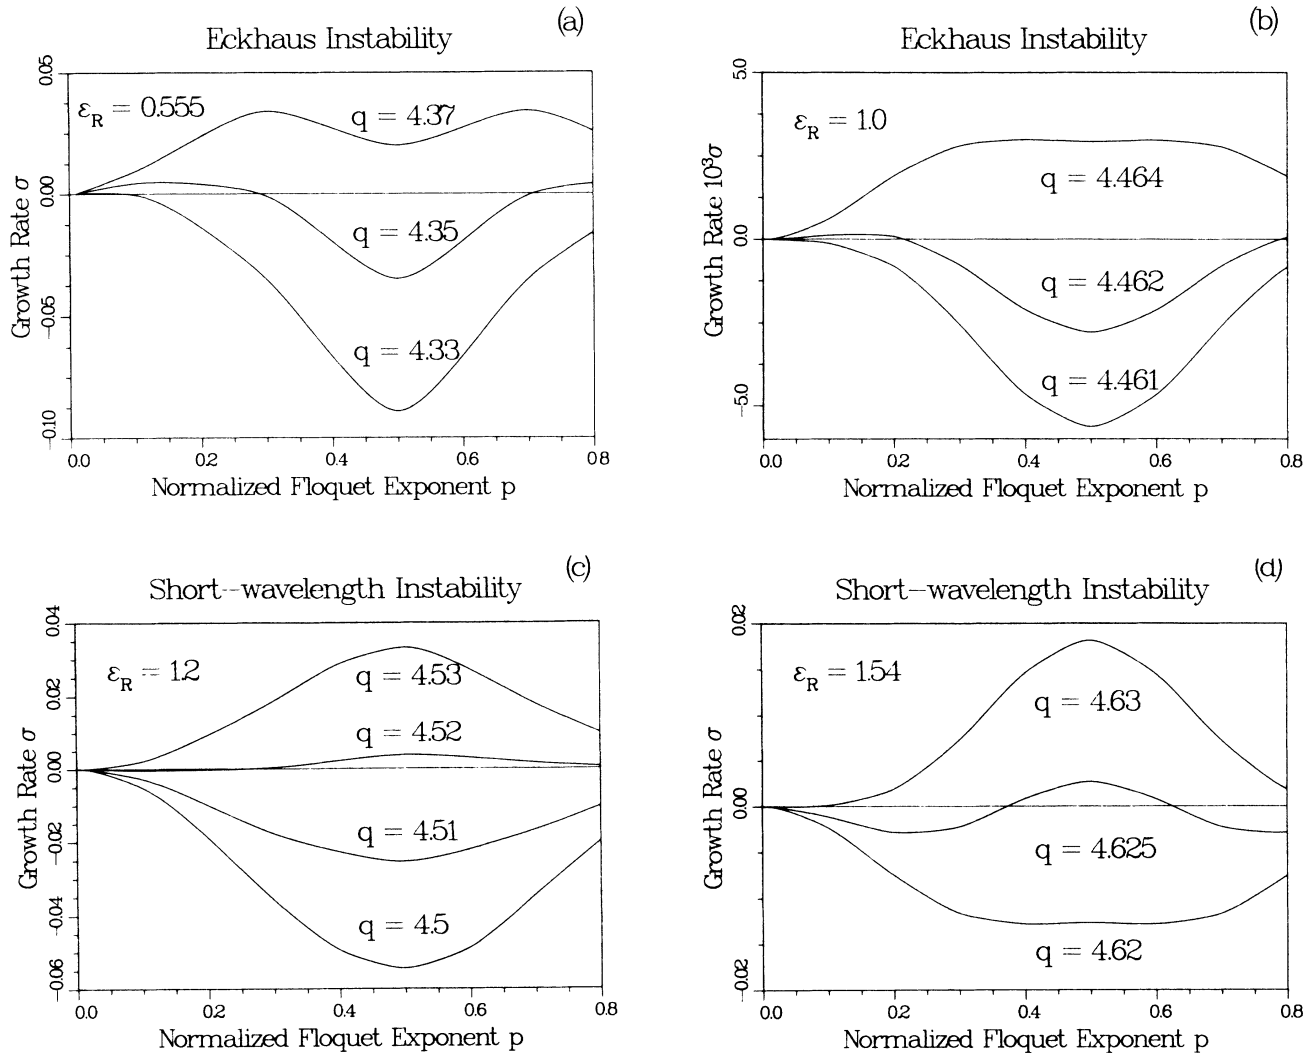 (a)
Eckhaus Instability
ε_R = 0.555
q = 4.37
q = 4.35
q = 4.33
Growth Rate σ
0.05
0.00
−0.05
−0.10
0.0 0.2 0.4 0.6 0.8
Normalized Floquet Exponent p
(b)
Eckhaus Instability
ε_R = 1.0
q = 4.464
q = 4.462
q = 4.461
Growth Rate 10³σ
5.0
0.0
−5.0
0.0 0.2 0.4 0.6 0.8
Normalized Floquet Exponent p
(c)
Short--wavelength Instability
ε_R = 1.2
q = 4.53
q = 4.52
q = 4.51
q = 4.5
Growth Rate σ
0.04
0.02
0.00
−0.02
−0.04
−0.06
0.0 0.2 0.4 0.6 0.8
Normalized Floquet Exponent p
(d)
Short−wavelength Instability
ε_R = 1.54
q = 4.63
q = 4.625
q = 4.62
Growth Rate σ
0.02
0.00
−0.02
0.0 0.2 0.4 0.6 0.8
Normalized Floquet Exponent p